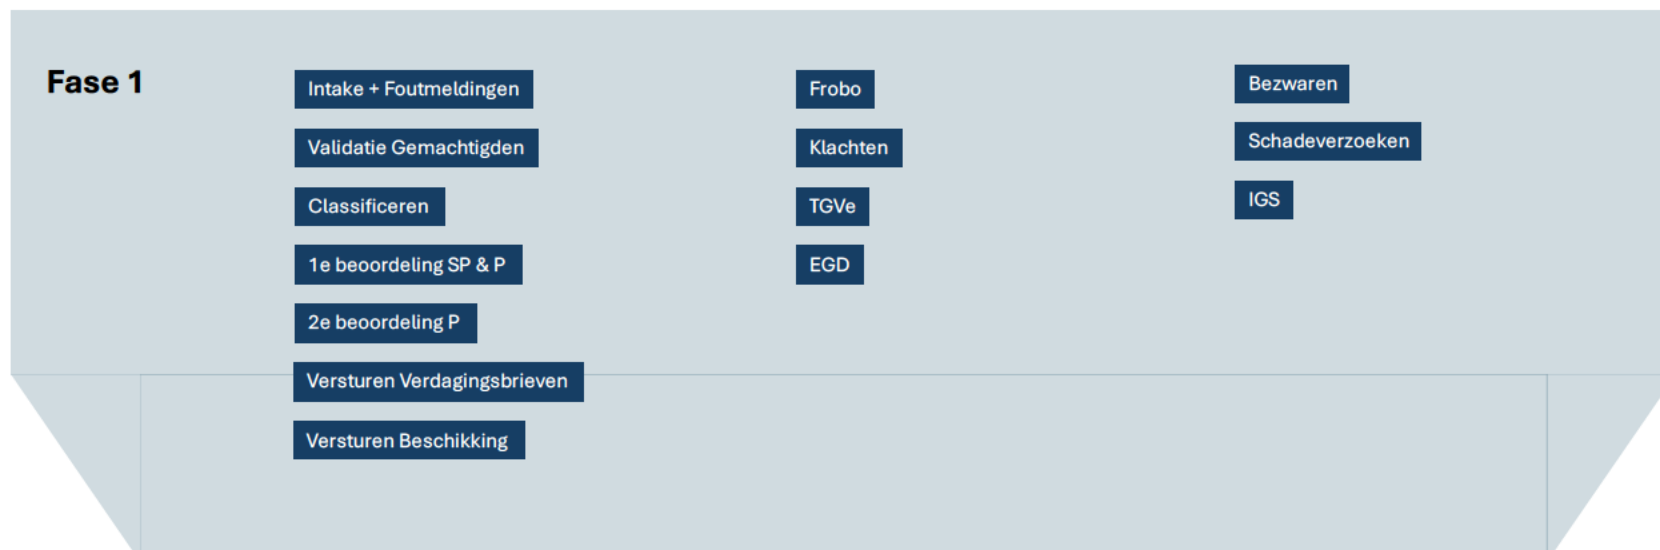 Fase 1
Intake + Foutmeldingen
Validatie Gemachtigden
Classificeren
1e beoordeling SP & P
2e beoordeling P
Versturen Verdagingsbrieven
Versturen Beschikking
Frobo
Klachten
TGVe
EGD
Bezwaren
Schadeverzoeken
IGS